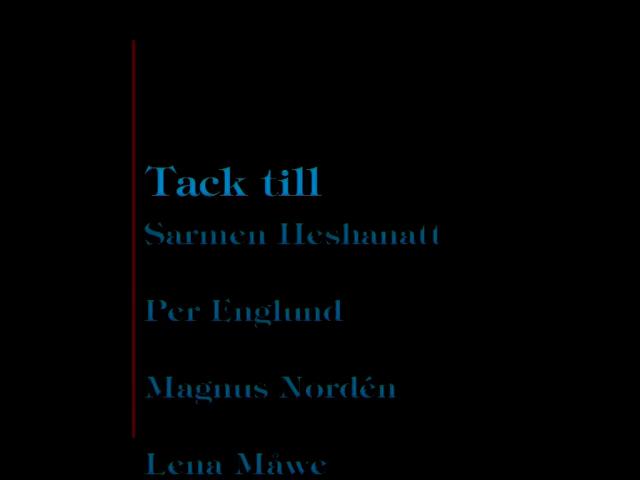 Tack till
Sarmen Heshanatt
Per Englund
Magnus Nordén
Lena Måwe